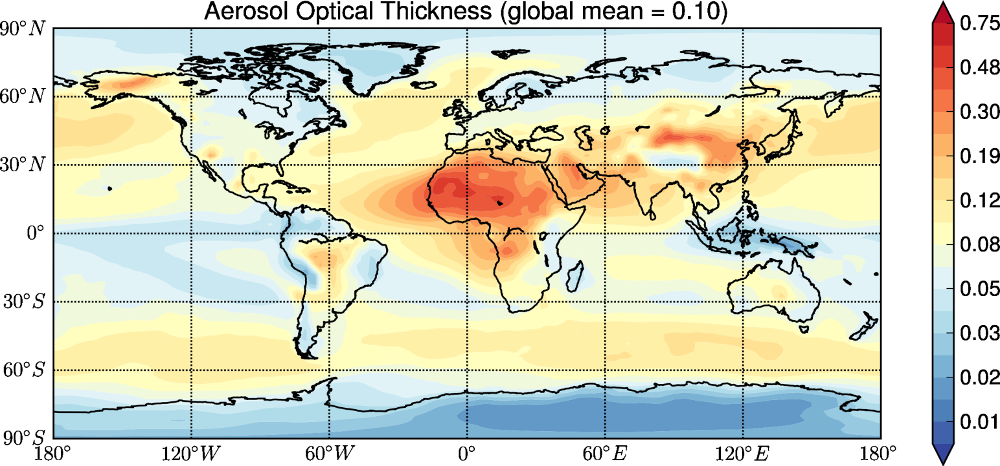 Aerosol Optical Thickness (global mean = 0.10)
90°N
60°N
30°N
0°
30°S
60°S
90°S
180°
120°W
60°W
0°
60°E
120°E
180°
0.75
0.48
0.30
0.19
0.12
0.08
0.05
0.03
0.02
0.01